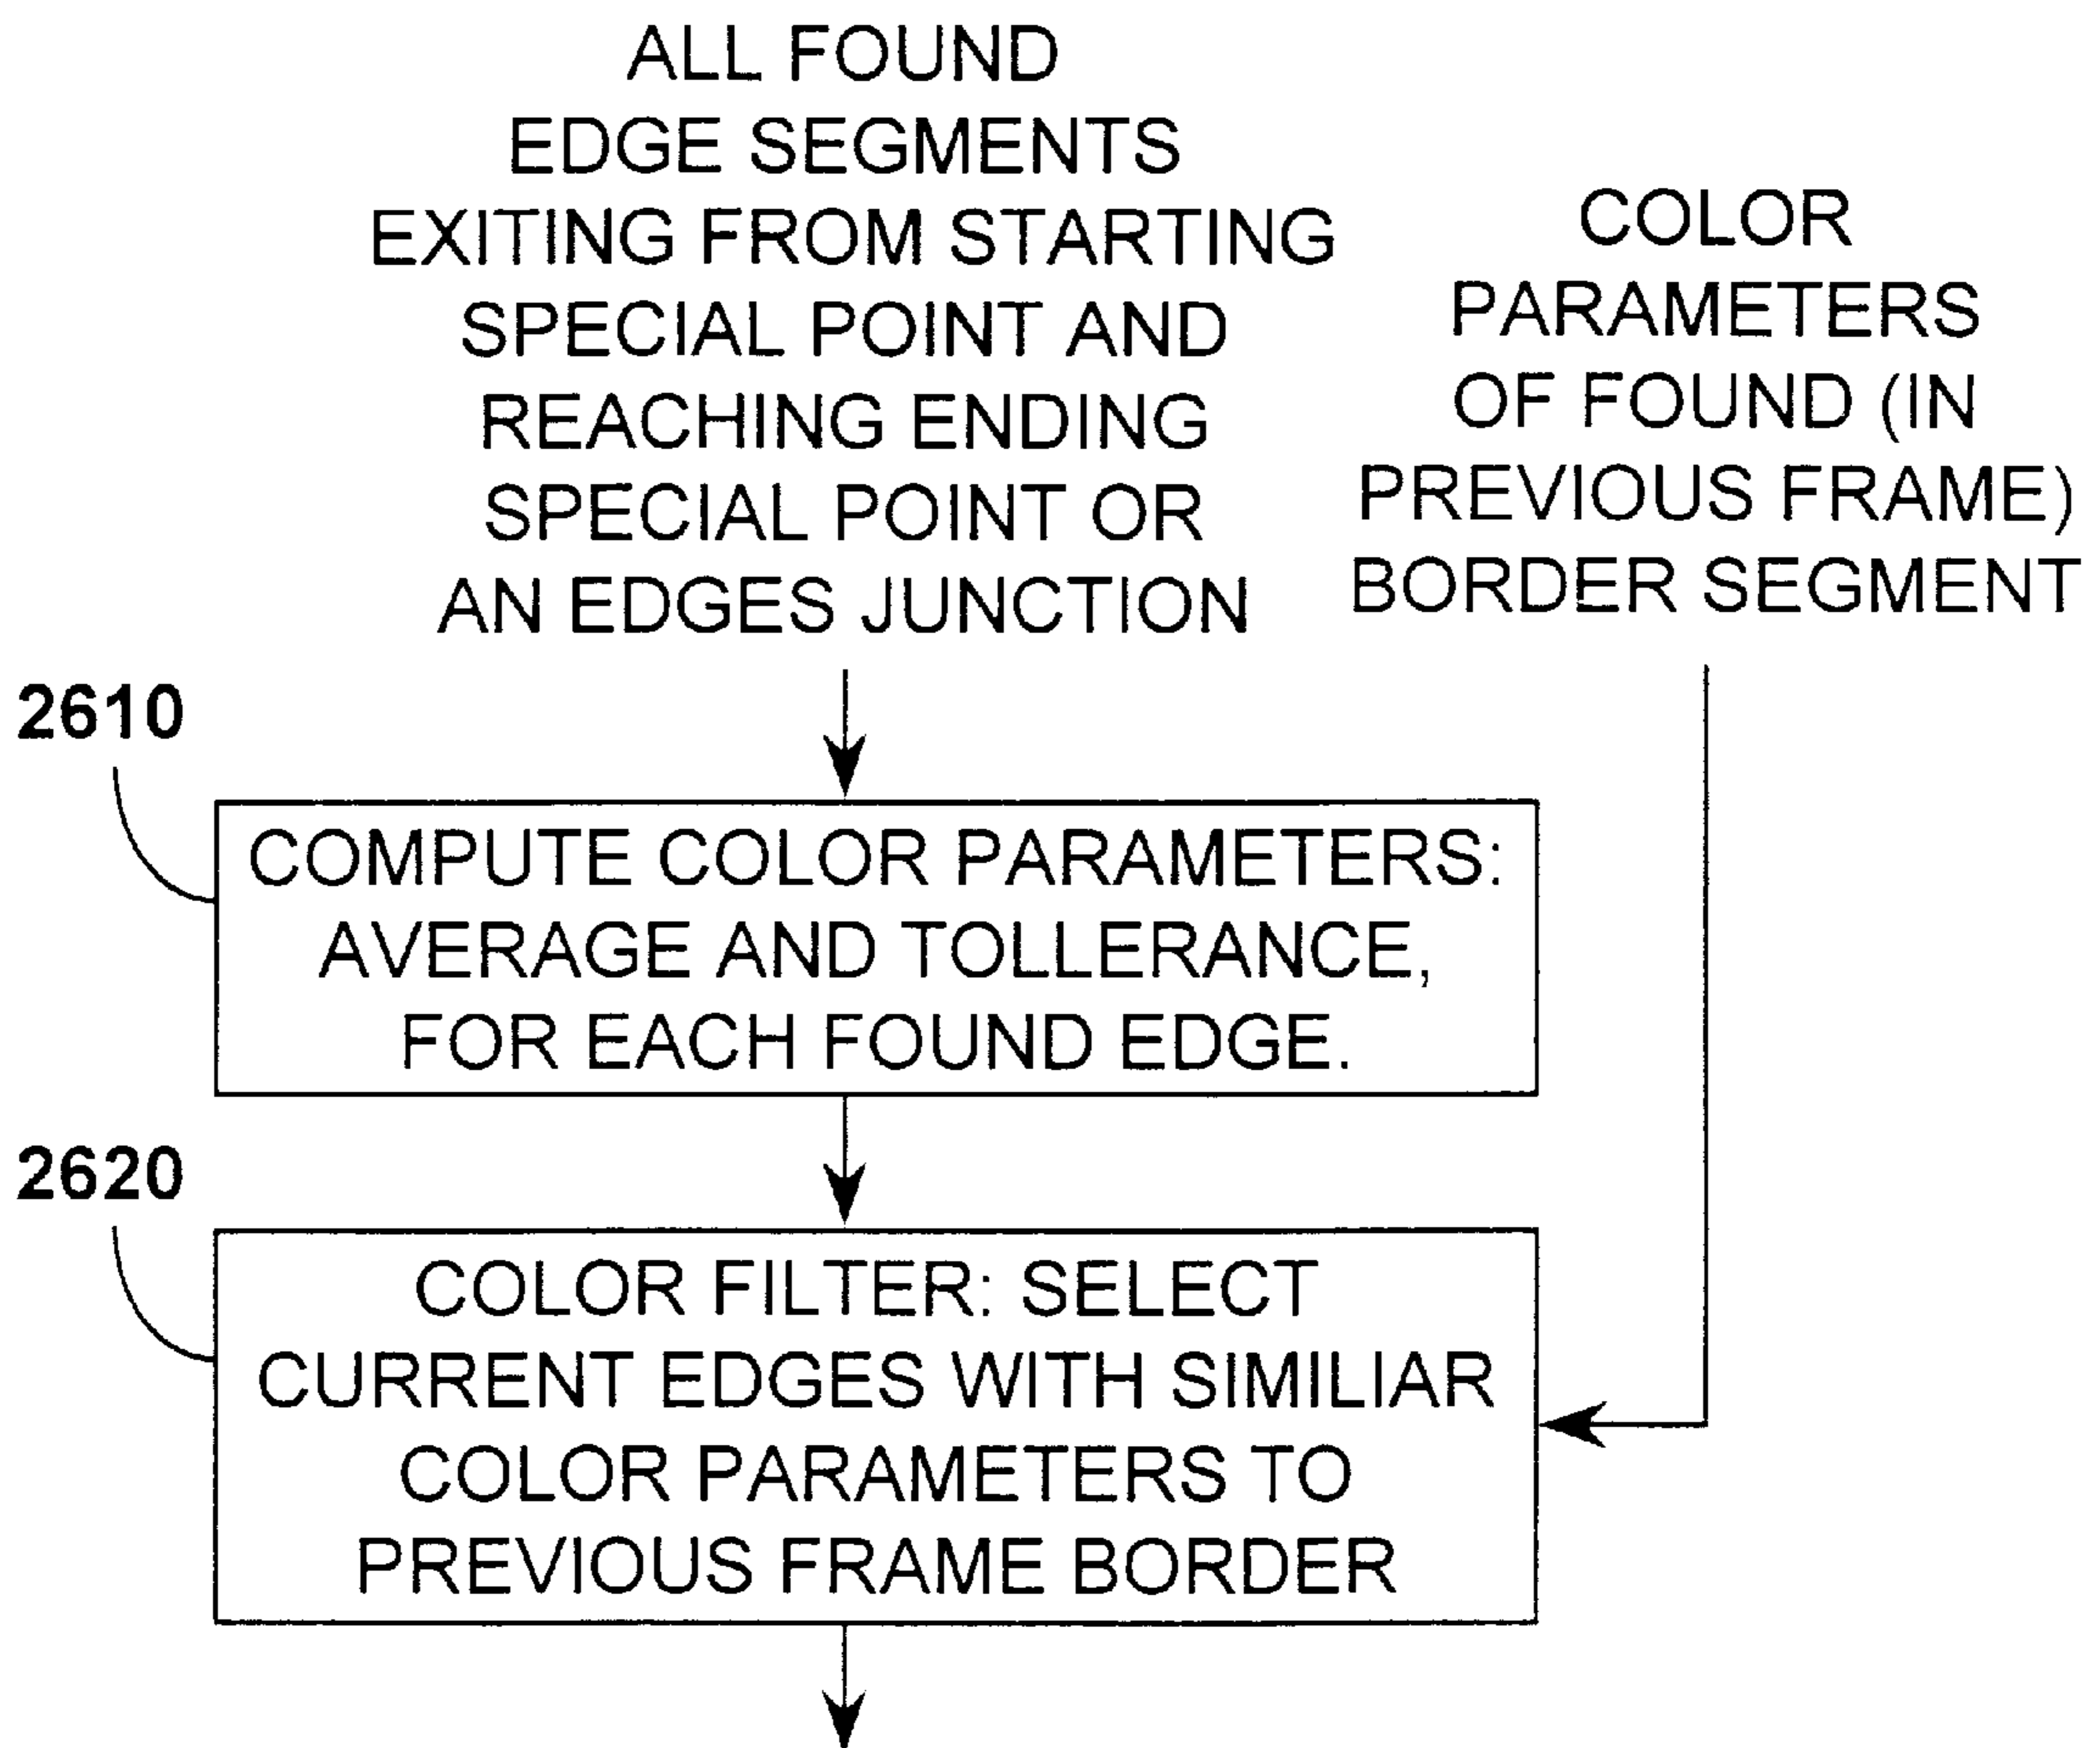 ALL FOUND
EDGE SEGMENTS
EXITING FROM STARTING
SPECIAL POINT AND
REACHING ENDING
SPECIAL POINT OR
AN EDGES JUNCTION
COLOR
PARAMETERS
OF FOUND (IN
PREVIOUS FRAME)
BORDER SEGMENT
2610
COMPUTE COLOR PARAMETERS:
AVERAGE AND TOLLERANCE,
FOR EACH FOUND EDGE.
2620
COLOR FILTER: SELECT
CURRENT EDGES WITH SIMILIAR
COLOR PARAMETERS TO
PREVIOUS FRAME BORDER